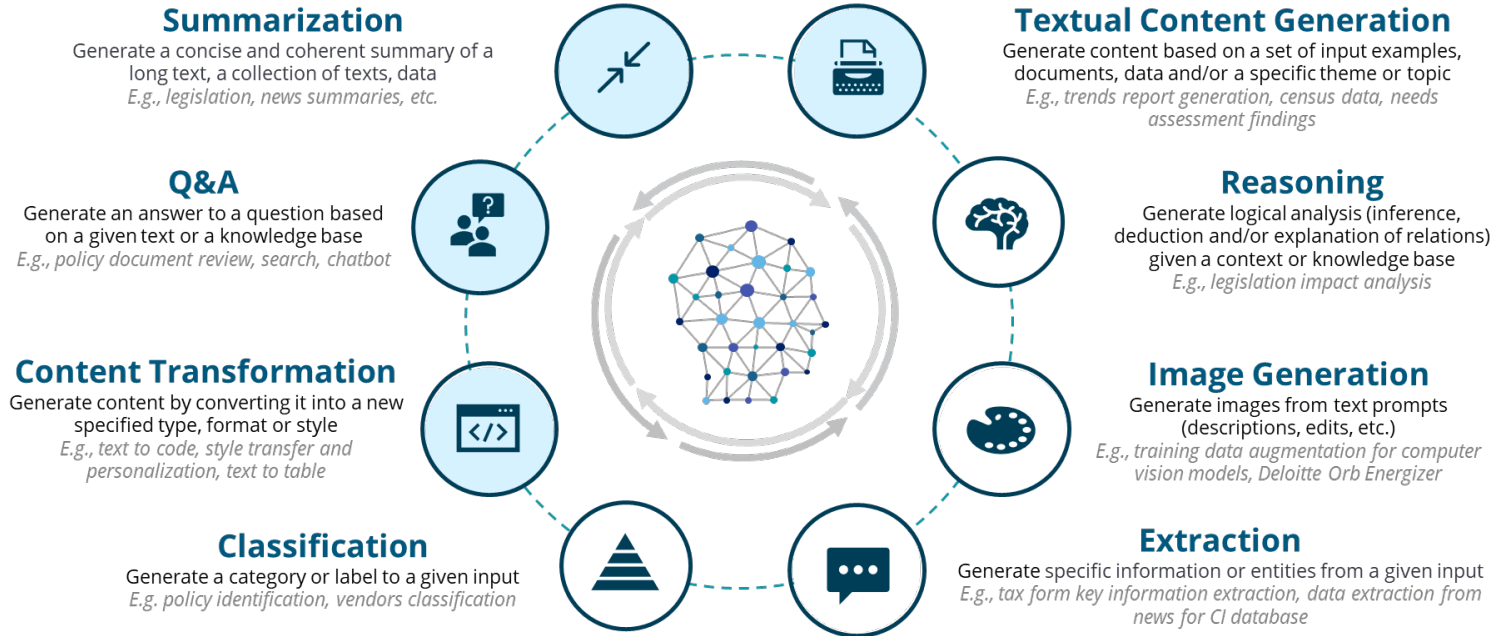 Summarization
Generate a concise and coherent summary of a
long text, a collection of texts, data
E.g., legislation, news summaries, etc.
Textual Content Generation
Generate content based on a set of input examples,
documents, data and/or a specific theme or topic
E.g., trends report generation, census data, needs
assessment findings
Q&A
Generate an answer to a question based
on a given text or a knowledge base
E.g., policy document review, search, chatbot
?
Reasoning
Generate logical analysis (inference,
deduction and/or explanation of relations)
given a context or knowledge base
E.g., legislation impact analysis
Content Transformation
Generate content by converting it into a new
specified type, format or style
E.g., text to code, style transfer and
personalization, text to table
</>
Image Generation
Generate images from text prompts
(descriptions, edits, etc.)
E.g., training data augmentation for computer
vision models, Deloitte Orb Energizer
Classification
Generate a category or label to a given input
E.g. policy identification, vendors classification
Extraction
Generate specific information or entities from a given input
E.g., tax form key information extraction, data extraction from
news for CI database